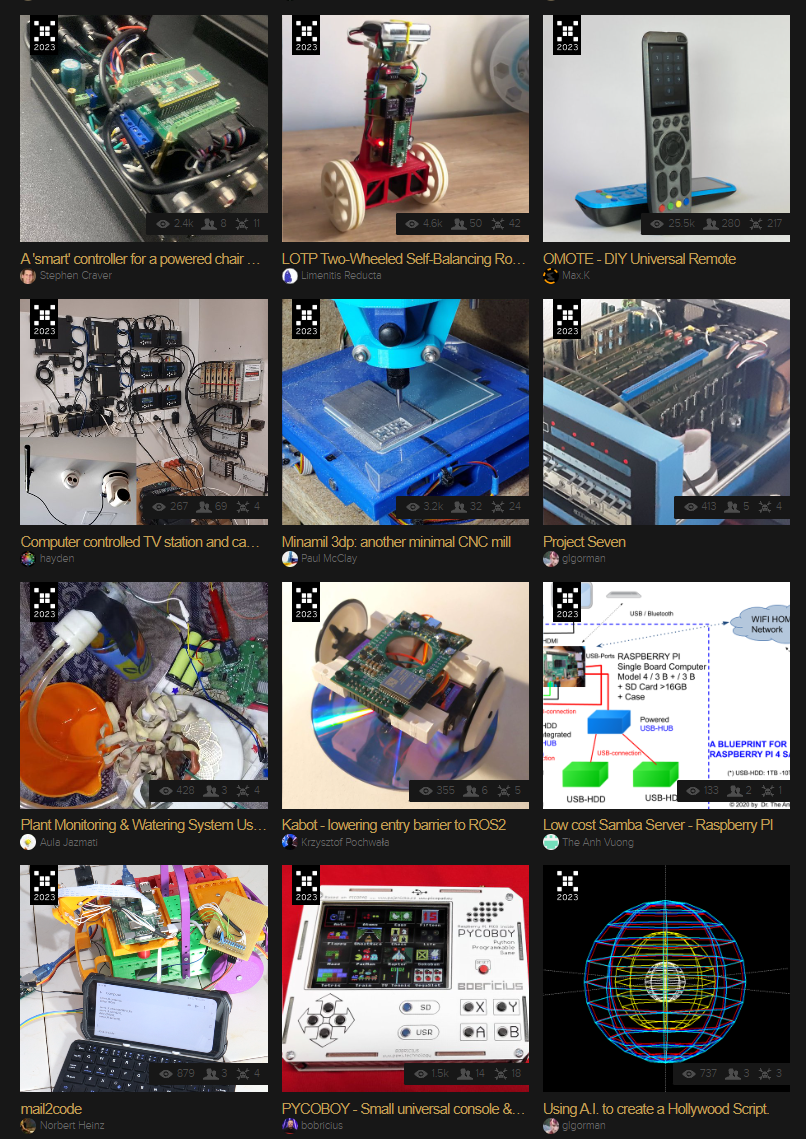 2023
2023
2023
2.4k 8 11
4.6k 50 42
25.5k 280 217
A 'smart' controller for a powered chair ...
LOTP Two-Wheeled Self-Balancing Ro...
OMOTE - DIY Universal Remote
Stephen Craver
Limenitis Reducta
Max.K
2023
2023
2023
267 69 4
3.2k 32 24
413 5 4
Computer controlled TV station and ca...
Minamil 3dp: another minimal CNC mill
Project Seven
hayden
Paul McClay
glgorman
2023
2023
2023
USB / Bluetooth
WIFI HOM
Network
HDMI
USB-Ports
RASPBERRY PI
Single Board Computer
Model 4 / 3 B + / 3 B
+ SD Card >16GB
+ Case
-connection
HDD
ntegrated
HUB
Powered
USB-HUB
USB-connection
A BLUEPRINT FOR
RASPBERRY PI 4 SA
(*) USB-HDD: 1TB -10T
USB-HDD
USB-HD
© 2020 by Dr. The An
428 3 4
355 6 5
133 2 1
Plant Monitoring & Watering System Us...
Kabot - lowering entry barrier to ROS2
Low cost Samba Server - Raspberry PI
Aula Jazmati
Krzysztof Pochwała
The Anh Vuong
2023
2023
2023
15
PYCOBOY
Python
Programmable
Game
Bobricius
SD
USR
X
Y
A
B
879 3 4
1.5k 14 18
737 3 3
mail2code
PYCOBOY - Small universal console &...
Using A.I. to create a Hollywood Script.
Norbert Heinz
bobricius
glgorman